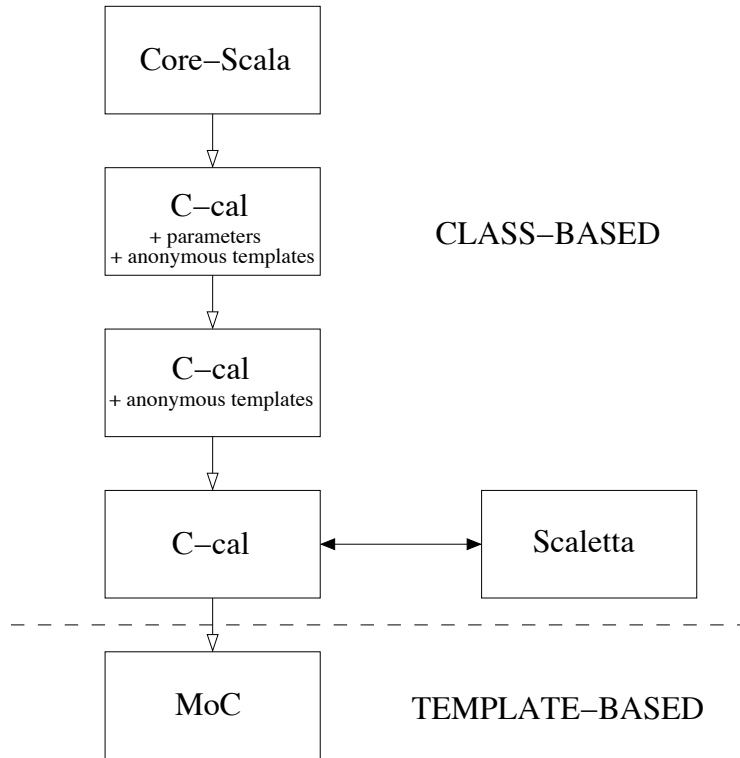 Core–Scala
C–cal
+ parameters
+ anonymous templates
CLASS–BASED
C–cal
+ anonymous templates
C–cal
Scaletta
MoC
TEMPLATE–BASED